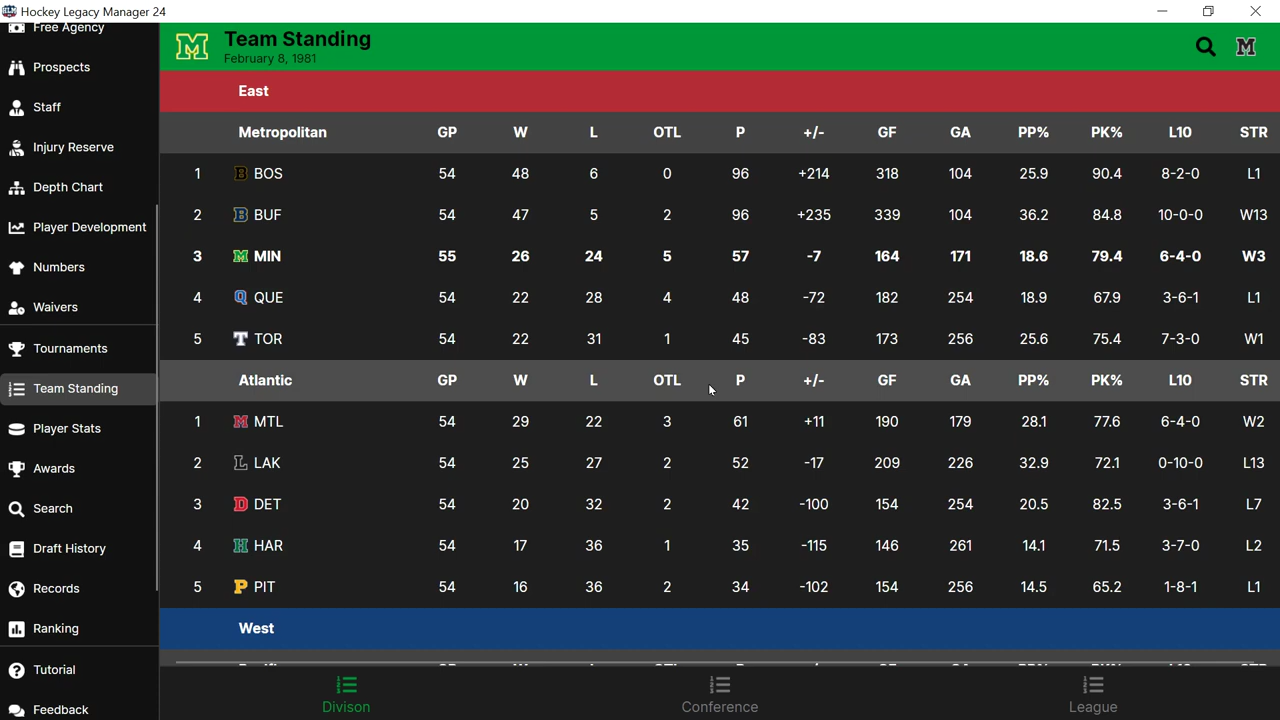 Hockey Legacy Manager 24
Free Agency
Prospects
Staff
Injury Reserve
Depth Chart
Player Development
Numbers
Waivers
Tournaments
Team Standing
Player Stats
Awards
Search
Draft History
Records
Ranking
Tutorial
Feedback
Team Standing
February 8, 1981
East
Metropolitan GP W L OTL P +/- GF GA PP% PK% L10 STR
1 BOS 54 48 6 0 96 +214 318 104 25.9 90.4 8-2-0 L1
2 BUF 54 47 5 2 96 +235 339 104 36.2 84.8 10-0-0 W13
3 MIN 55 26 24 5 57 -7 164 171 18.6 79.4 6-4-0 W3
4 QUE 54 22 28 4 48 -72 182 254 18.9 67.9 3-6-1 L1
5 TOR 54 22 31 1 45 -83 173 256 25.6 75.4 7-3-0 W1
Atlantic GP W L OTL P +/- GF GA PP% PK% L10 STR
1 MTL 54 29 22 3 61 +11 190 179 28.1 77.6 6-4-0 W2
2 LAK 54 25 27 2 52 -17 209 226 32.9 72.1 0-10-0 L13
3 DET 54 20 32 2 42 -100 154 254 20.5 82.5 3-6-1 L7
4 HAR 54 17 36 1 35 -115 146 261 14.1 71.5 3-7-0 L2
5 PIT 54 16 36 2 34 -102 154 256 14.5 65.2 1-8-1 L1
West
Divison Conference League